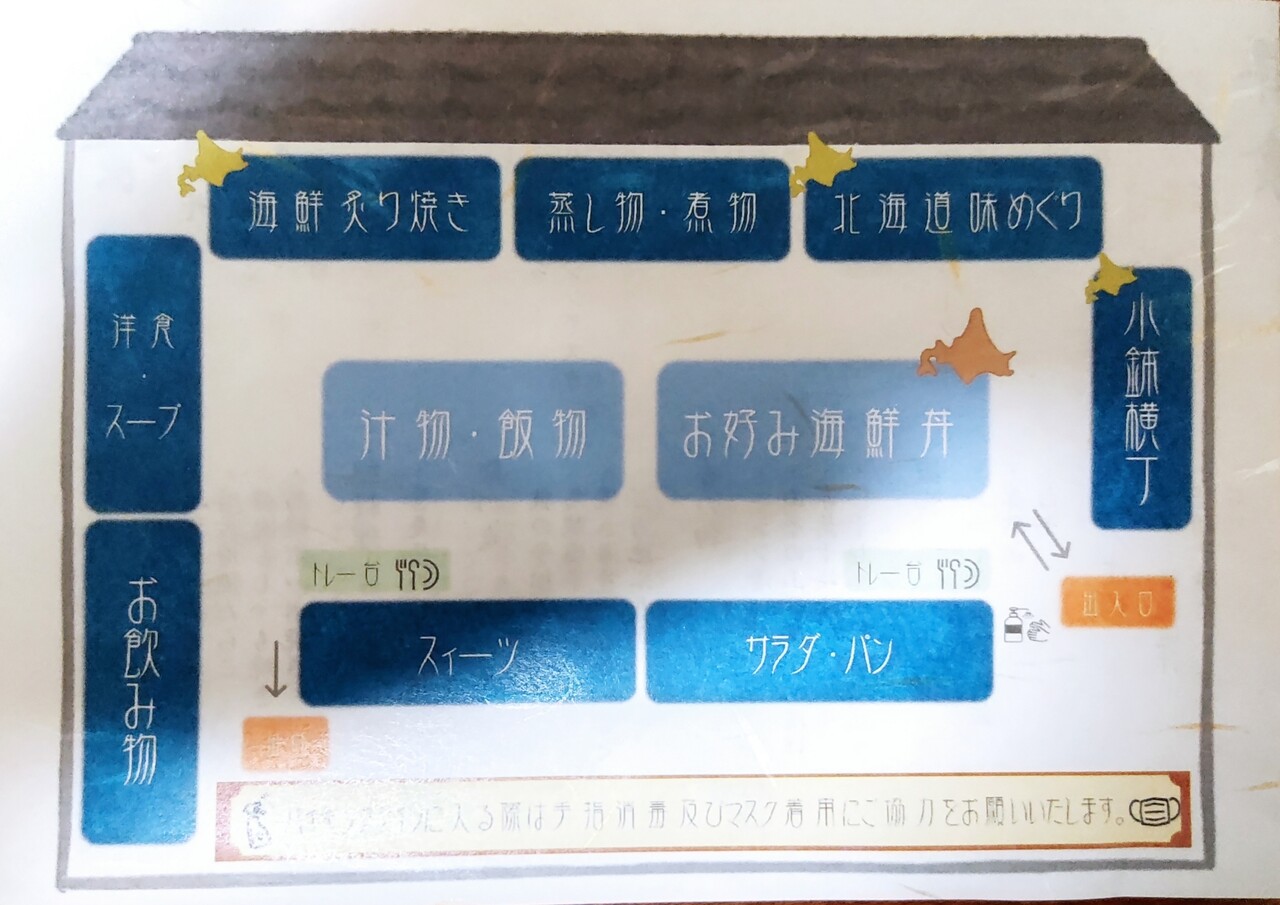 海鮮炙り焼き
蒸し物・煮物
北海道味めぐり
洋食・スープ
小鉢横丁
汁物・飯物
お好み海鮮丼
お飲み物
トレー台
トレー台
スイーツ
サラダ・パン
出入口
に入る際は手指消毒及びマスク着用にご協力をお願いいたします。